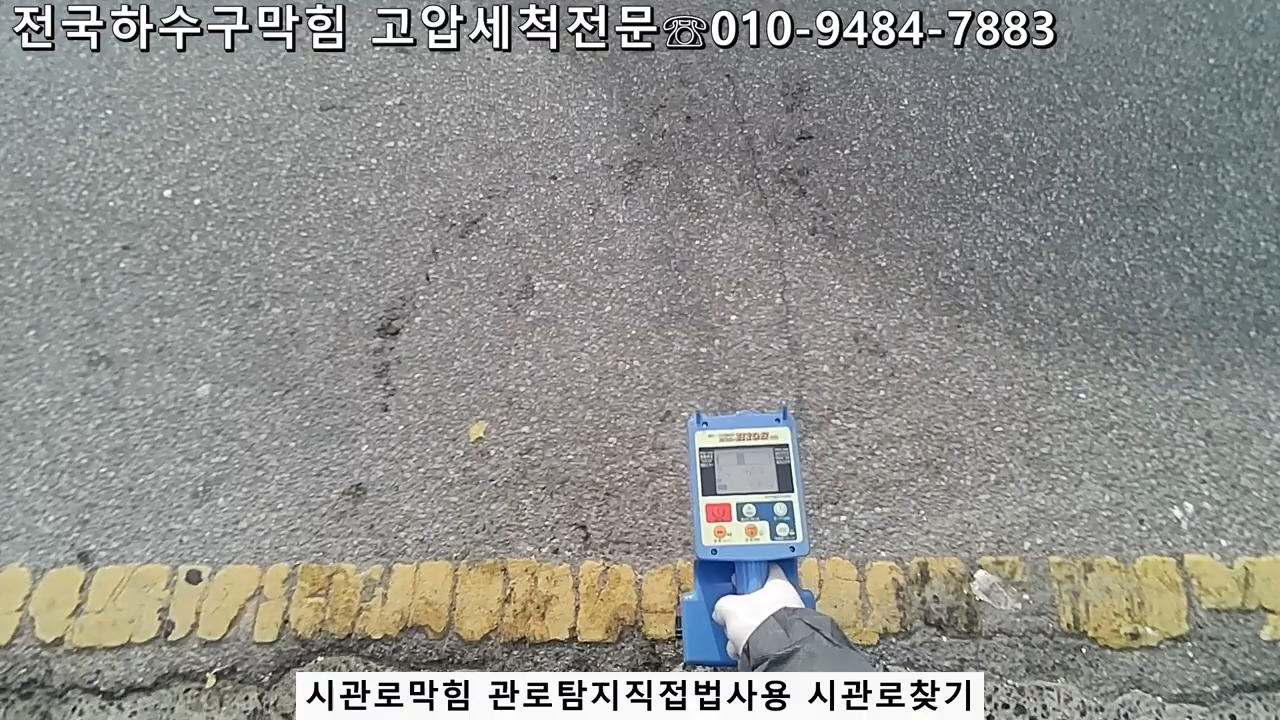 전국하수구막힘 고압세척전문☏010-9484-7883
시관로막힘 관로탐지직접법사용 시관로찾기